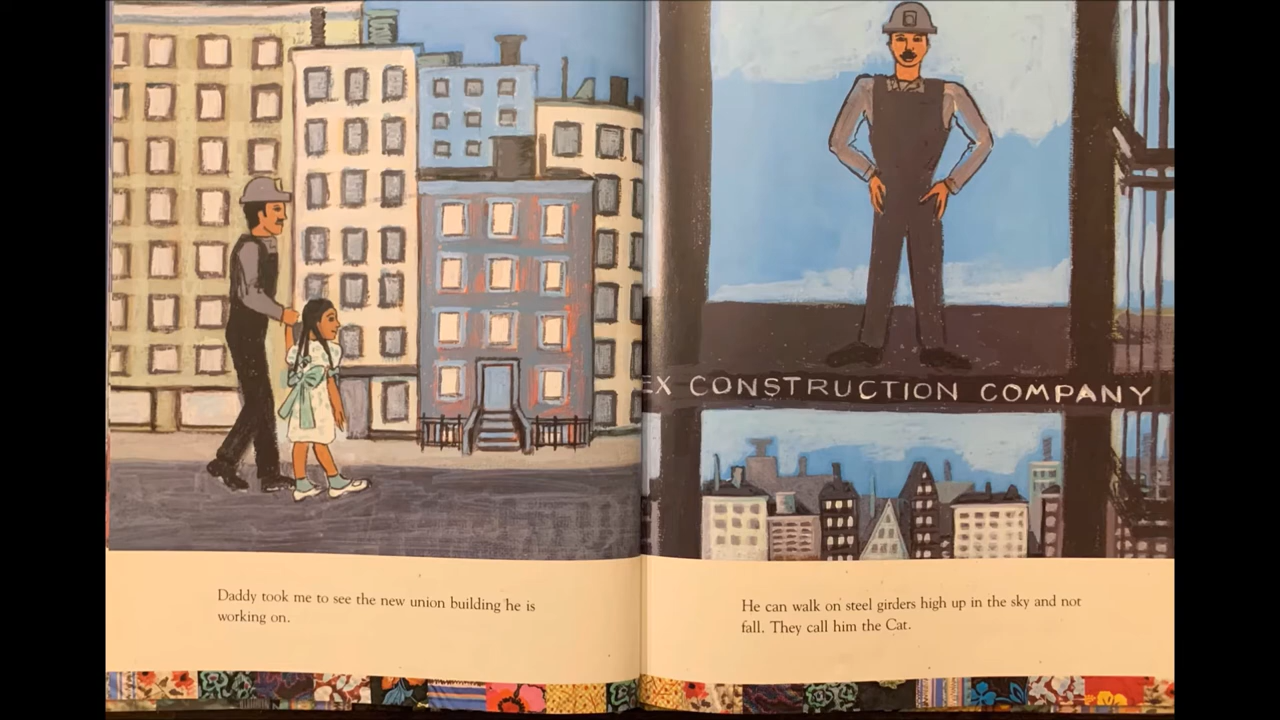 EX CONSTRUCTION COMPANY
Daddy took me to see the new union building he is
working on.
He can walk on steel girders high up in the sky and not
fall. They call him the Cat.